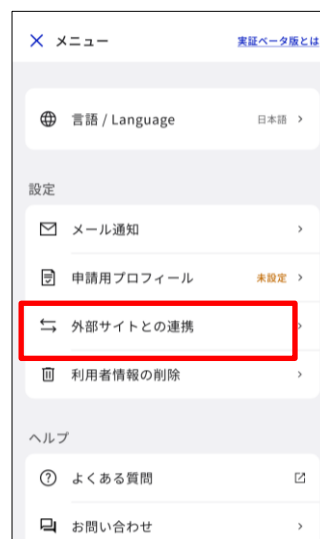 メニュー
実証ベータ版とは
言語 / Language
日本語
設定
メール通知
申請用プロフィール
未設定
外部サイトとの連携
利用者情報の削除
ヘルプ
よくある質問
お問い合わせ